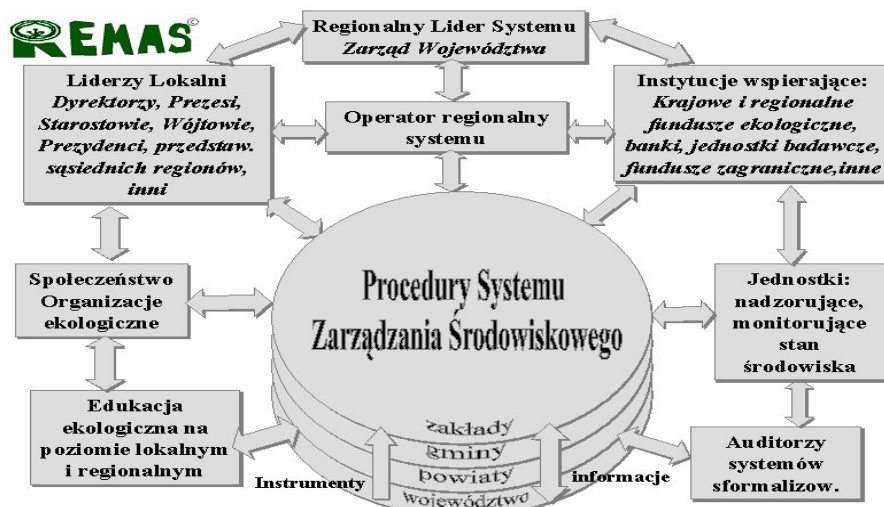 REMAS©
Regionalny Lider Systemu
Zarząd Województwa
Liderzy Lokalni
Dyrektorzy, Prezesi,
Starostowie, Wójtowie,
Prezydenci, przedstaw.
sąsiednich regionów,
inni
Operator regionalny
systemu
Instytucje wspierające:
Krajowe i regionalne
fundusze ekologiczne,
banki, jednostki badawcze,
fundusze zagraniczne,inne
Społeczeństwo
Organizacje
ekologiczne
Procedury Systemu
Zarządzania Środowiskowego
Jednostki:
nadzorujące,
monitorujące
stan
środowiska
Edukacja
ekologiczna na
poziomie lokalnym
i regionalnym
zakłady
gminy
powiaty
województwo
Instrumenty
informacje
Auditorzy
systemów
sformalizow.